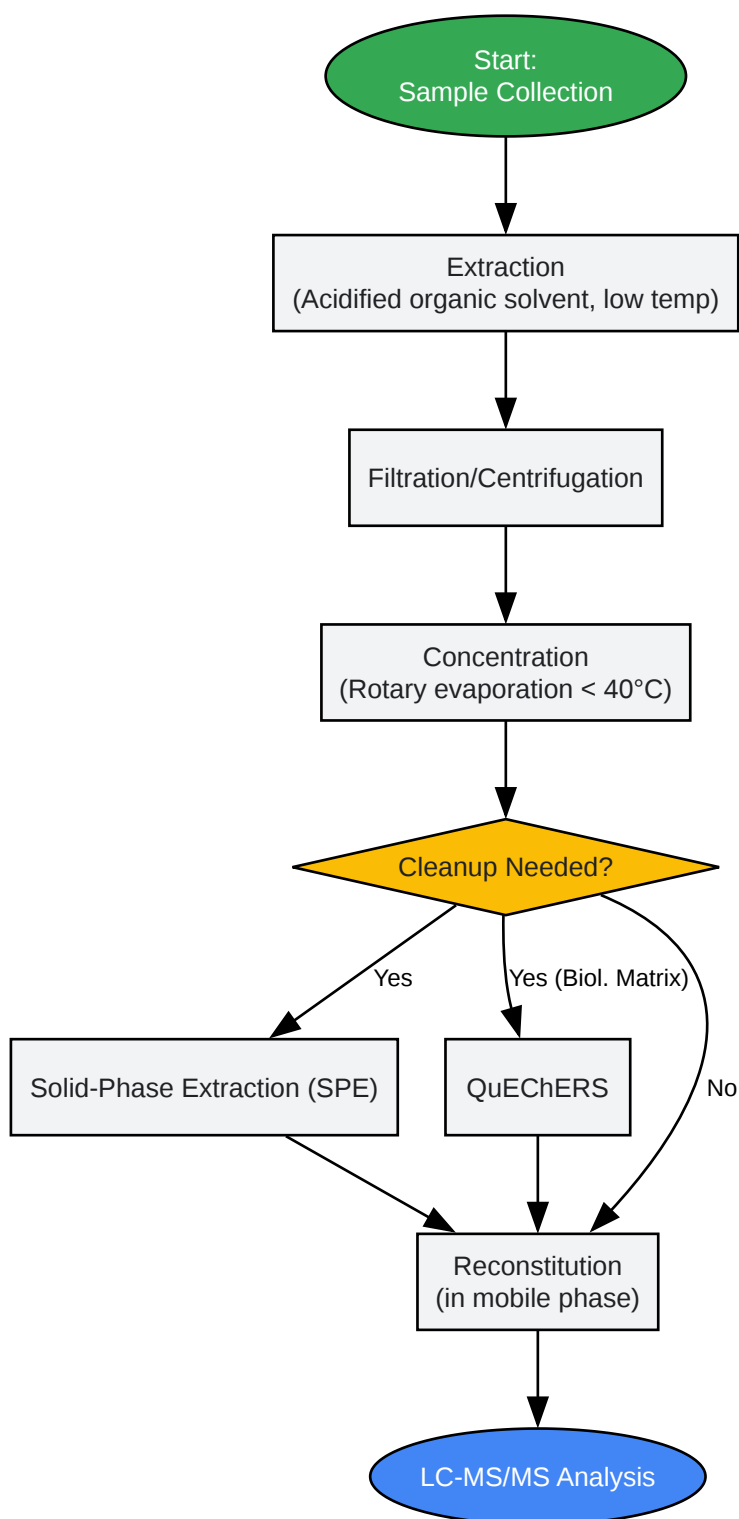 Start:
Sample Collection
Extraction
(Acidified organic solvent, low temp)
Filtration/Centrifugation
Concentration
(Rotary evaporation < 40°C)
Cleanup Needed?
Yes
Yes (Biol. Matrix)
No
Solid-Phase Extraction (SPE)
QuEChERS
Reconstitution
(in mobile phase)
LC-MS/MS Analysis